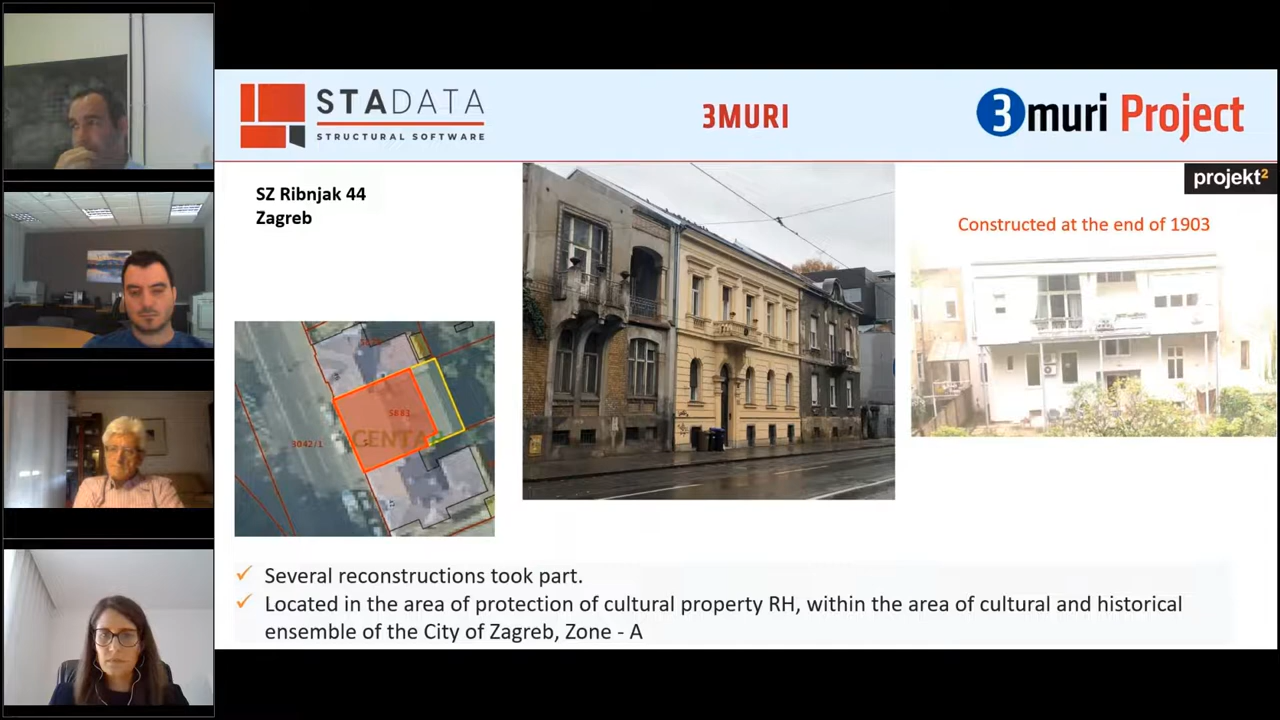 STADATA
STRUCTURAL SOFTWARE
3MURI
3muri Project
projekt²
SZ Ribnjak 44
Zagreb
Constructed at the end of 1903
3042/1
CENTAR
✓ Several reconstructions took part.
✓ Located in the area of protection of cultural property RH, within the area of cultural and historical
ensemble of the City of Zagreb, Zone - A